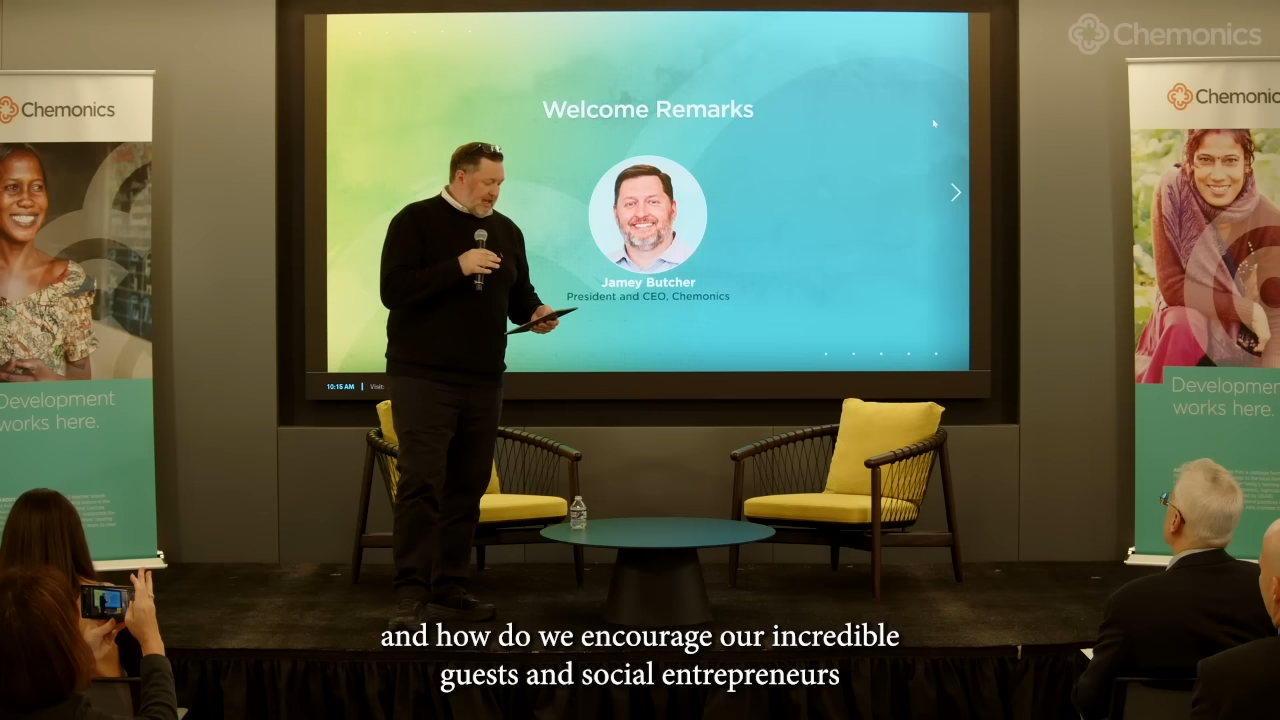 Chemonics
Chemonics
Chemonic
Welcome Remarks
Jamey Butcher
President and CEO, Chemonics
10:15 AM | Visit:
Development
works here.
Developmen
works here.
and how do we encourage our incredible
guests and social entrepreneurs